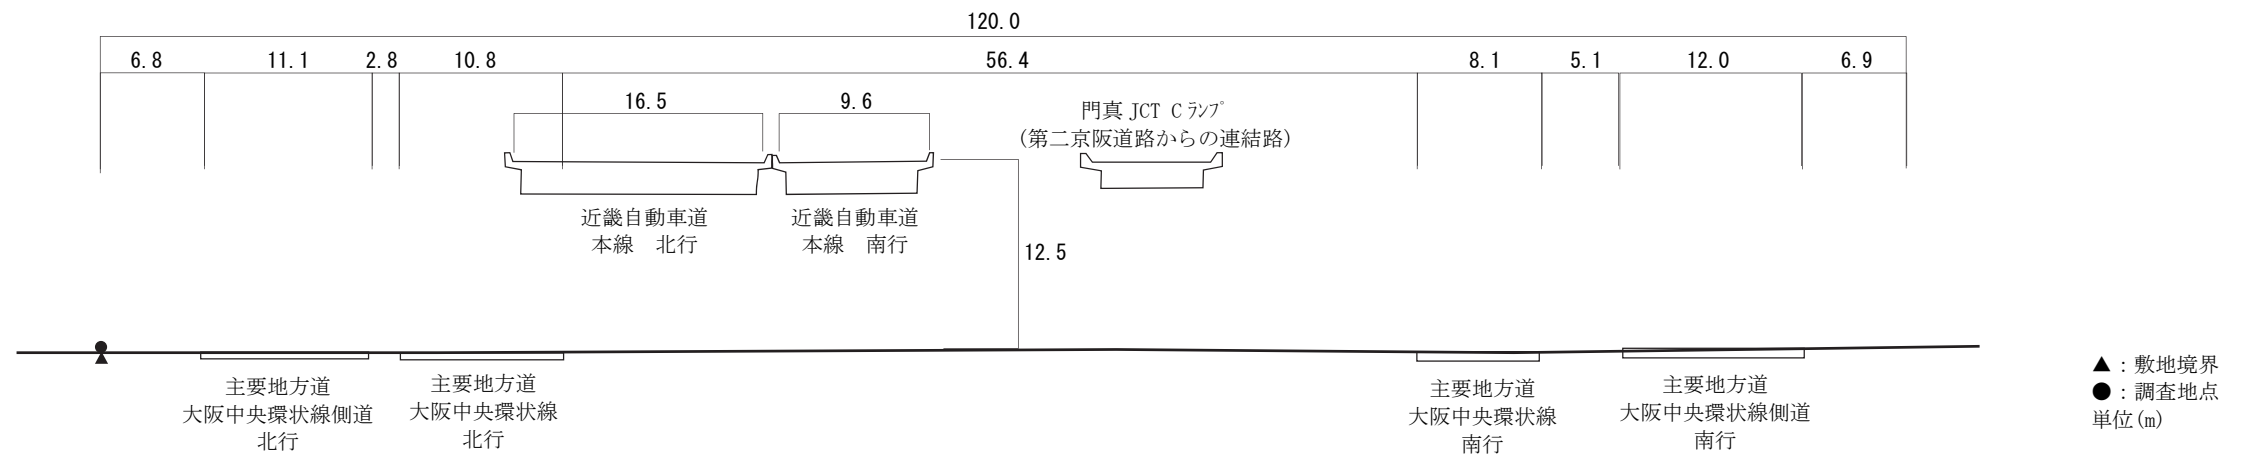 120.0
6.8
11.1
2.8
10.8
56.4
8.1
5.1
12.0
6.9
16.5
9.6
門真 JCT C ﾗﾝﾌﾟ
(第二京阪道路からの連結路)
近畿自動車道
本線　北行
近畿自動車道
本線　南行
12.5
主要地方道
大阪中央環状線側道
北行
主要地方道
大阪中央環状線
北行
主要地方道
大阪中央環状線
南行
主要地方道
大阪中央環状線側道
南行
▲：敷地境界
●：調査地点
単位(m)